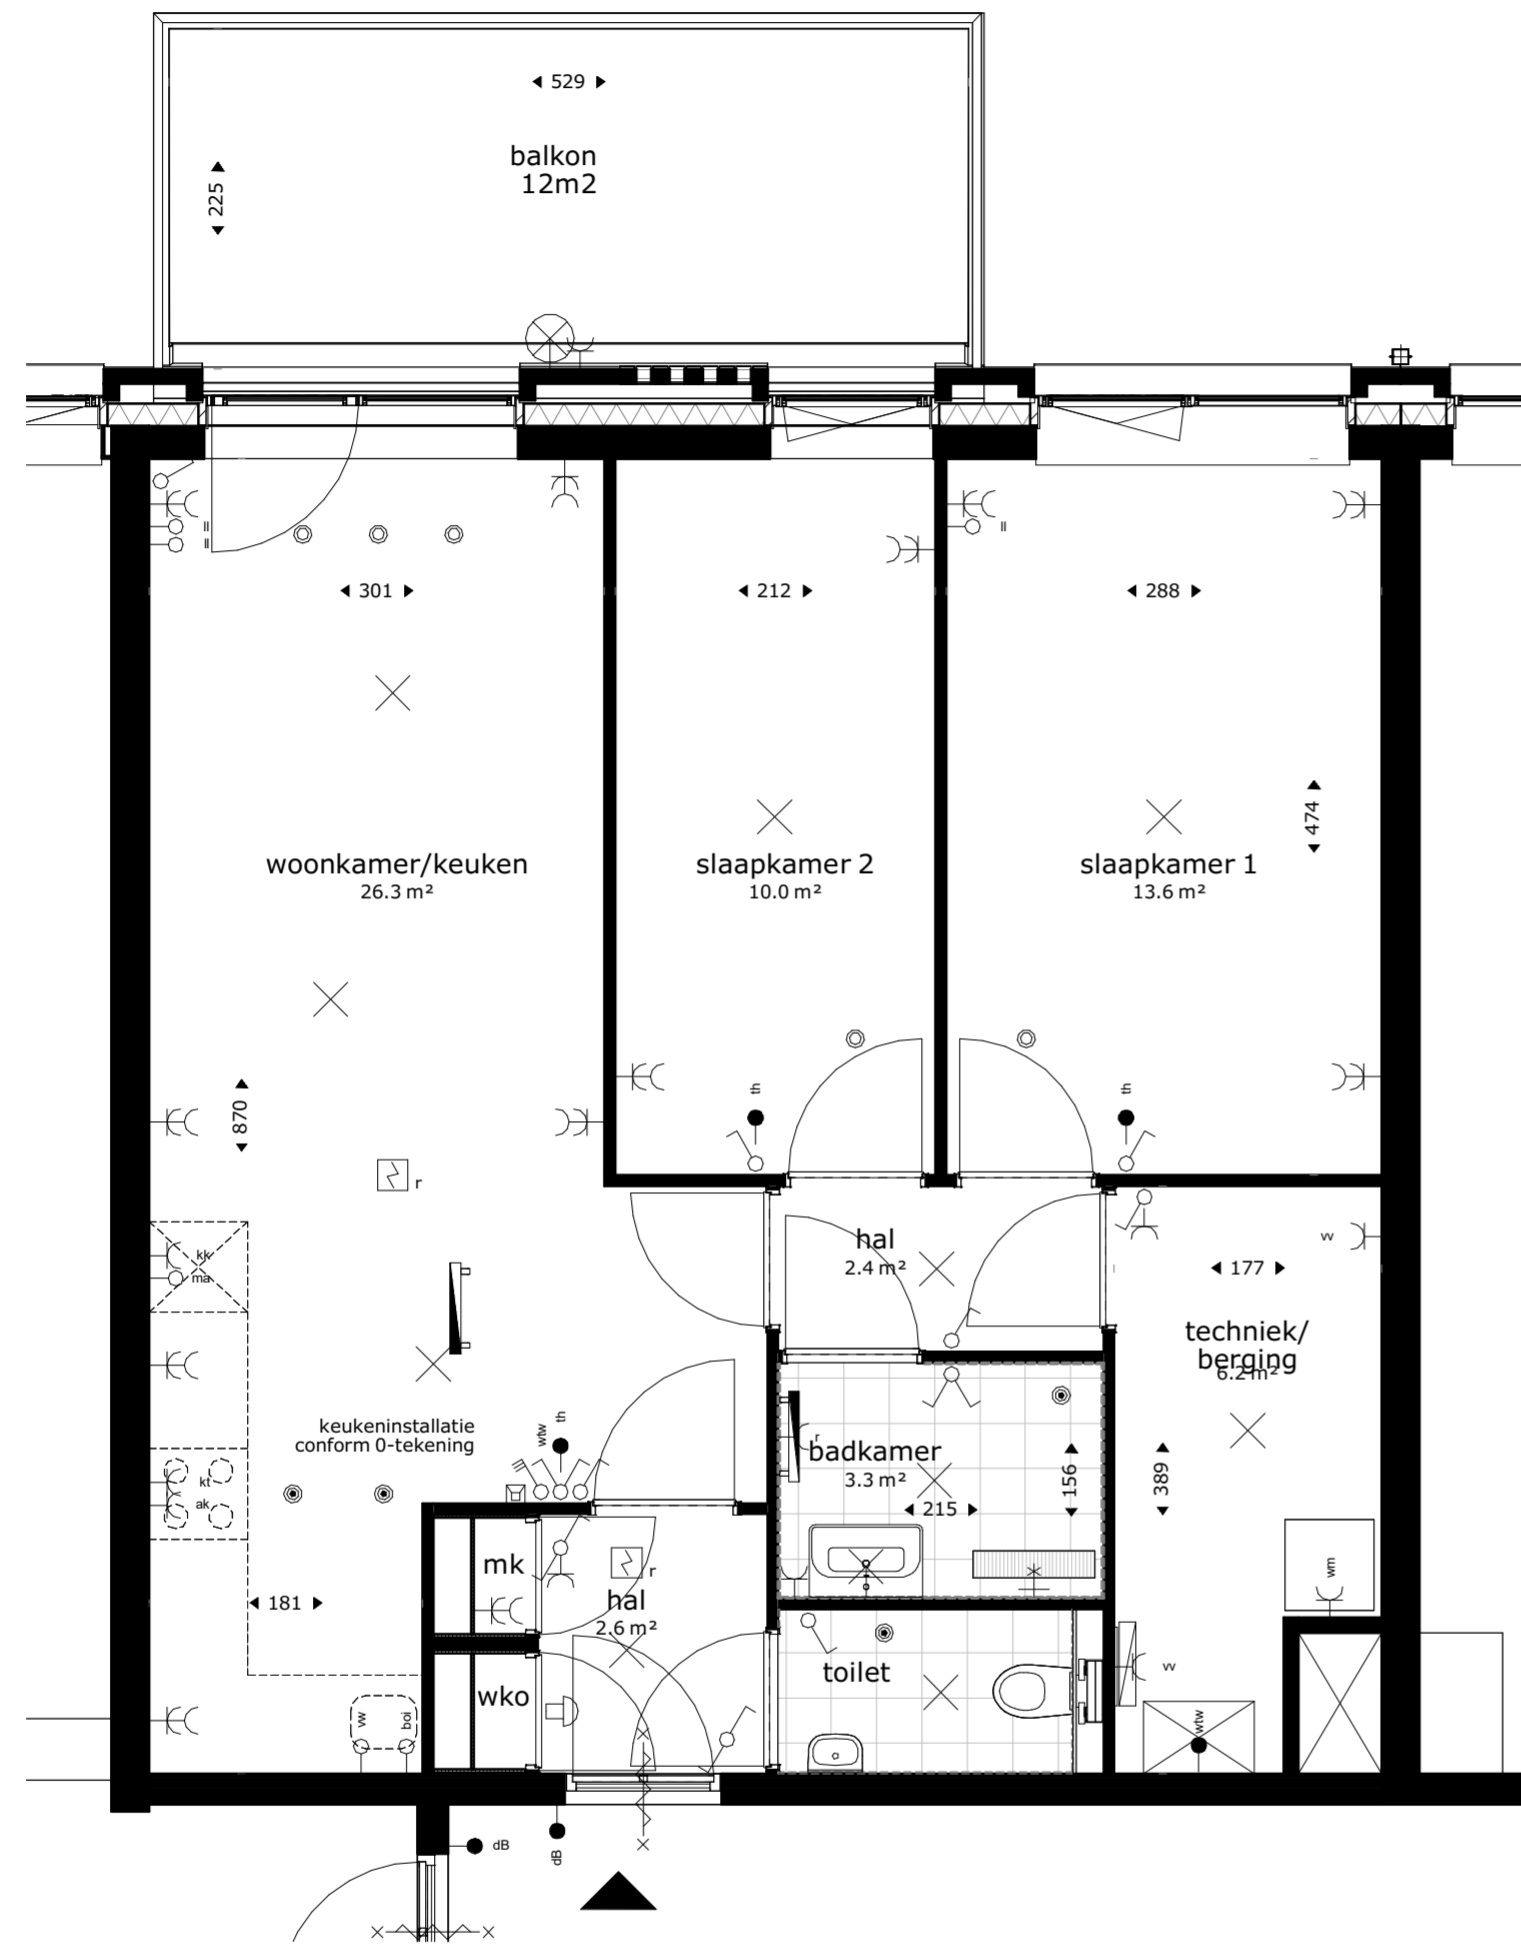 529
balkon
12m2
225
301
212
288
474
woonkamer/keuken
26.3 m²
slaapkamer 2
10.0 m²
slaapkamer 1
13.6 m²
th
th
870
r
hal
2.4 m²
vv
177
kk
ma
techniek/
berging
6.2 m²
keukeninstallatie
conform 0-tekening
wtw
th
r
badkamer
3.3 m²
156
389
215
kt
ak
mk
r
hal
2.6 m²
wm
181
toilet
vv
wko
vw
boi
wtw
dB
dB